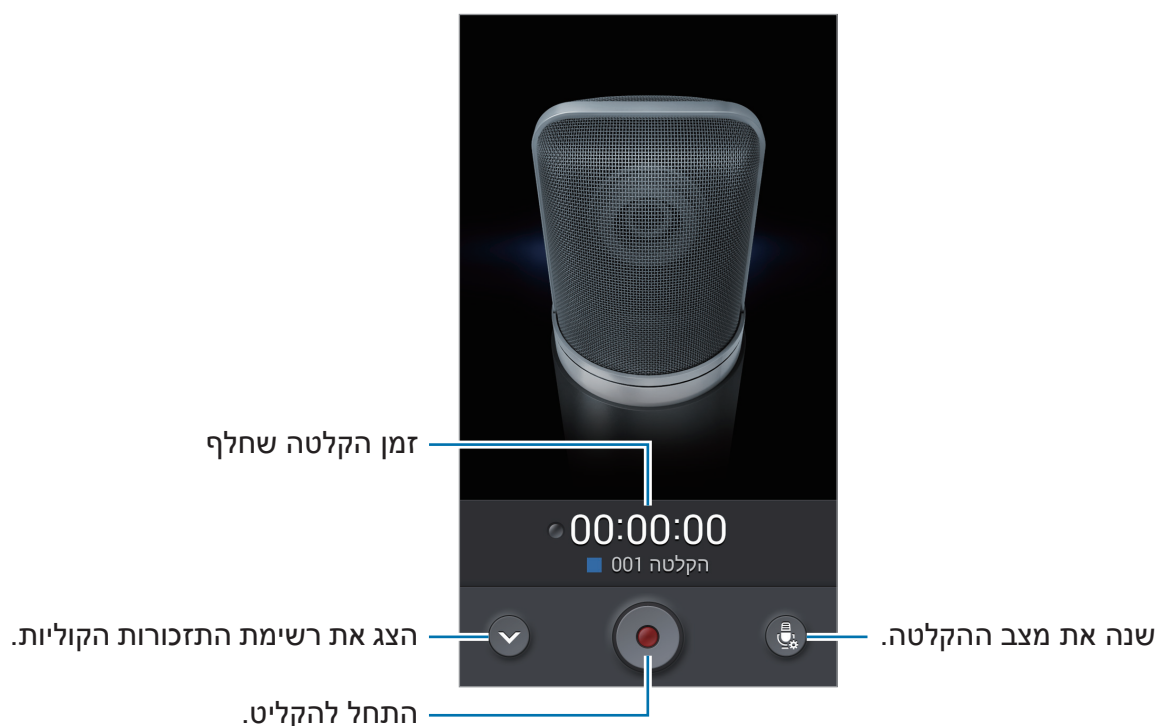 זמן הקלטה שחלף
00:00:00
הקלטה 001
שנה את מצב ההקלטה.
הצג את רשימת התזכורות הקוליות.
התחל להקליט.